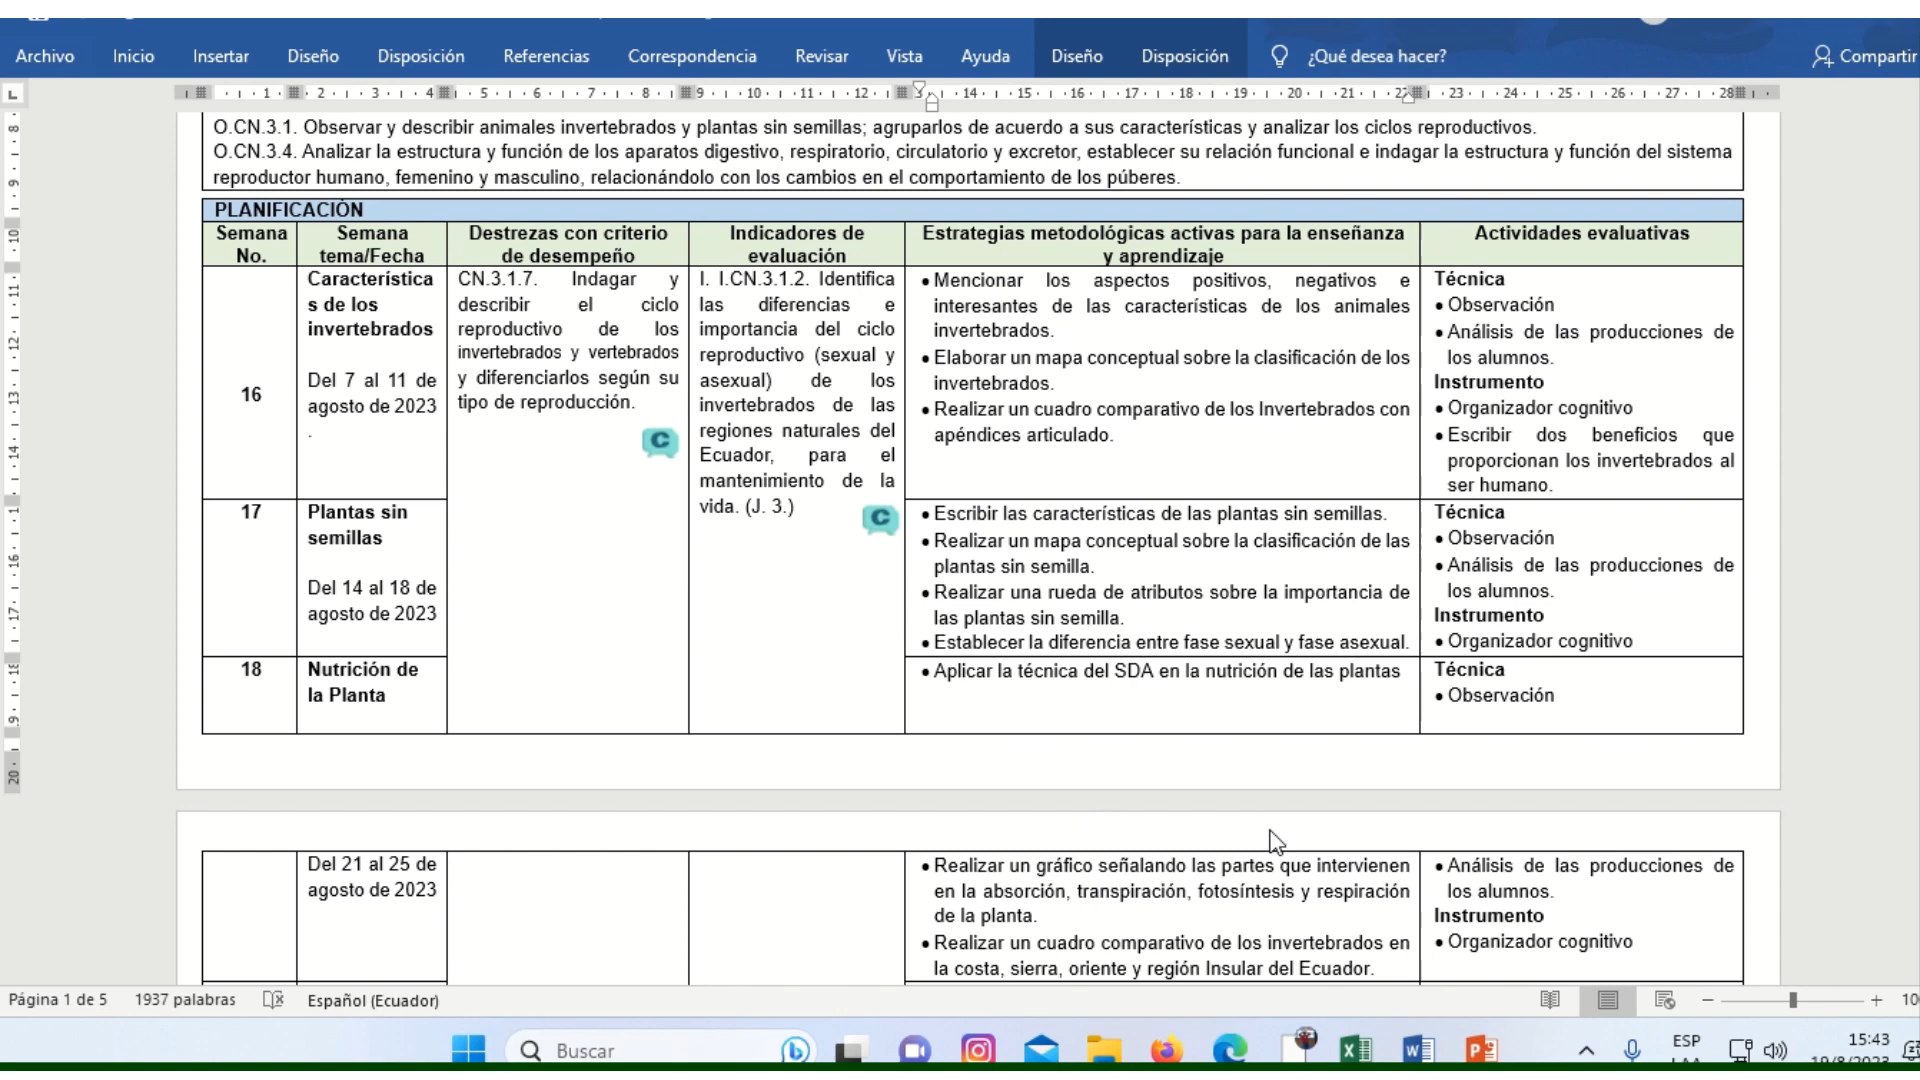 Archivo Inicio Insertar Diseño Disposición Referencias Correspondencia Revisar Vista Ayuda Diseño Disposición ¿Qué desea hacer? Compartir
O.CN.3.1. Observar y describir animales invertebrados y plantas sin semillas; agruparlos de acuerdo a sus características y analizar los ciclos reproductivos.
O.CN.3.4. Analizar la estructura y función de los aparatos digestivo, respiratorio, circulatorio y excretor, establecer su relación funcional e indagar la estructura y función del sistema
reproductor humano, femenino y masculino, relacionándolo con los cambios en el comportamiento de los púberes.
PLANIFICACIÓN
Semana
No.
Semana
tema/Fecha
Destrezas con criterio
de desempeño
Indicadores de
evaluación
Estrategias metodológicas activas para la enseñanza
y aprendizaje
Actividades evaluativas
16
Característica
s de los
invertebrados
Del 7 al 11 de
agosto de 2023
.
CN.3.1.7. Indagar y
describir el ciclo
reproductivo de los
invertebrados y vertebrados
y diferenciarlos según su
tipo de reproducción.
C
I. I.CN.3.1.2. Identifica
las diferencias e
importancia del ciclo
reproductivo (sexual y
asexual) de los
invertebrados de las
regiones naturales del
Ecuador, para el
mantenimiento de la
vida. (J. 3.)
C
• Mencionar los aspectos positivos, negativos e
interesantes de las características de los animales
invertebrados.
• Elaborar un mapa conceptual sobre la clasificación de los
invertebrados.
• Realizar un cuadro comparativo de los Invertebrados con
apéndices articulado.
Técnica
• Observación
• Análisis de las producciones de
los alumnos.
Instrumento
• Organizador cognitivo
• Escribir dos beneficios que
proporcionan los invertebrados al
ser humano.
17
Plantas sin
semillas
Del 14 al 18 de
agosto de 2023
• Escribir las características de las plantas sin semillas.
• Realizar un mapa conceptual sobre la clasificación de las
plantas sin semilla.
• Realizar una rueda de atributos sobre la importancia de
las plantas sin semilla.
• Establecer la diferencia entre fase sexual y fase asexual.
Técnica
• Observación
• Análisis de las producciones de
los alumnos.
Instrumento
• Organizador cognitivo
18
Nutrición de
la Planta
• Aplicar la técnica del SDA en la nutrición de las plantas
Técnica
• Observación
Del 21 al 25 de
agosto de 2023
• Realizar un gráfico señalando las partes que intervienen
en la absorción, transpiración, fotosíntesis y respiración
de la planta.
• Realizar un cuadro comparativo de los invertebrados en
la costa, sierra, oriente y región Insular del Ecuador.
• Análisis de las producciones de
los alumnos.
Instrumento
• Organizador cognitivo
Página 1 de 5 1937 palabras Español (Ecuador)
Buscar
ESP
15:43